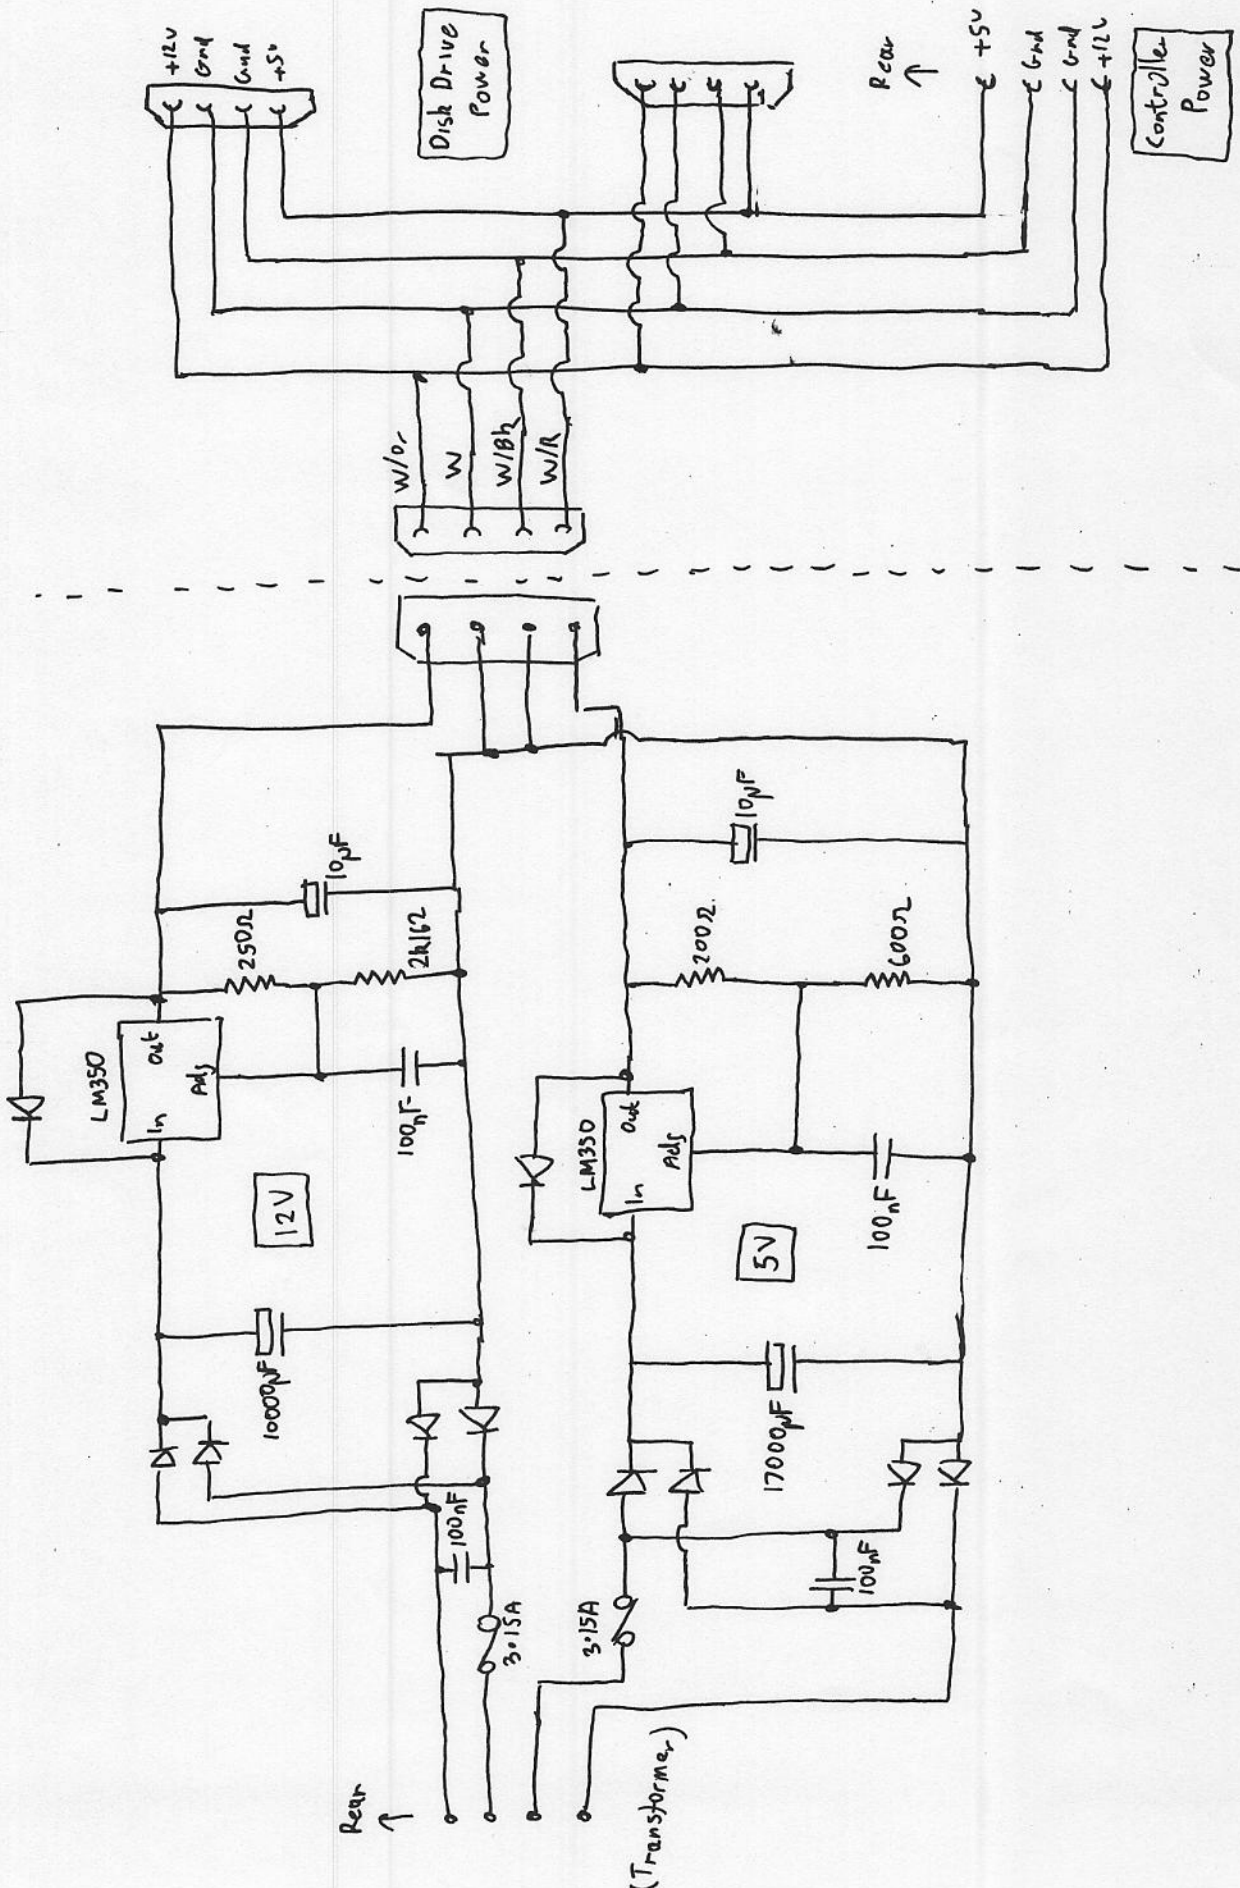 +12v
Gnd
Gnd
+5v
Disk Drive
Power
Rear
+5v
Gnd
Gnd
+12v
Controller
Power
W/Or
W
W/Bk
W/R
10µF
250Ω
2k162
LM350
In
Out
Adj
100nF
12V
10000µF
100nF
3.15A
10µF
200Ω
600Ω
LM350
In
Out
Adj
100nF
5V
17000µF
100nF
3.15A
Rear
(Transformer)